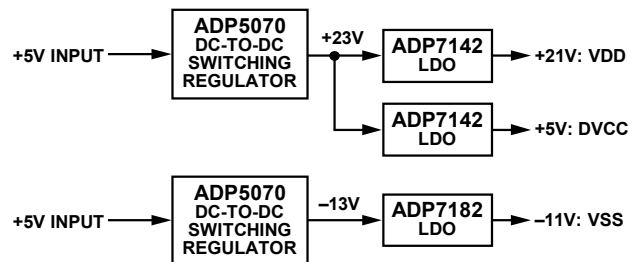 +5V INPUT
ADP5070
DC-TO-DC
SWITCHING
REGULATOR
+23V
ADP7142
LDO
+21V: VDD
ADP7142
LDO
+5V: DVCC
+5V INPUT
ADP5070
DC-TO-DC
SWITCHING
REGULATOR
–13V
ADP7182
LDO
–11V: VSS